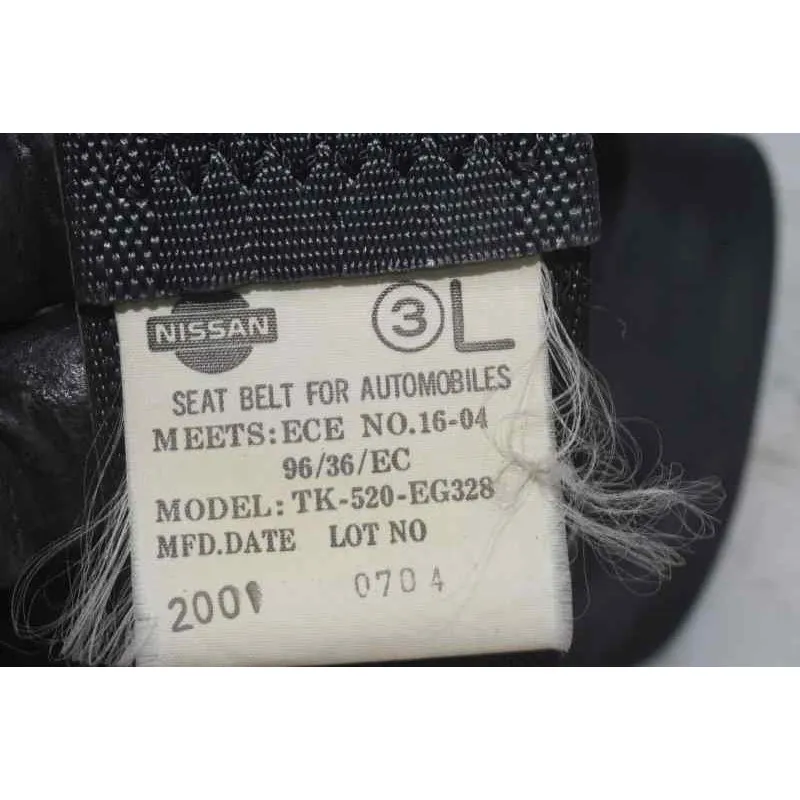 NISSAN ③ L
SEAT BELT FOR AUTOMOBILES
MEETS:ECE NO.16-04
96/36/EC
MODEL: TK-520-EG328
MFD.DATE LOT NO
2001 0704